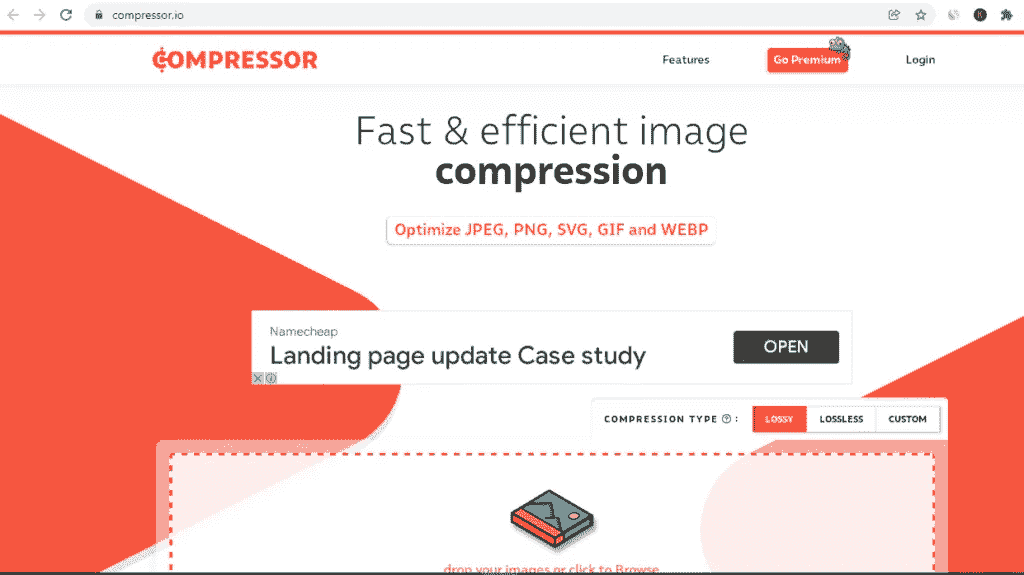 compressor.io
COMPRESSOR
Features
Go Premium
Login
Fast & efficient image
compression
Optimize JPEG, PNG, SVG, GIF and WEBP
Namecheap
Landing page update Case study
OPEN
COMPRESSION TYPE ? :
LOSSY
LOSSLESS
CUSTOM
drop your images or click to Browse